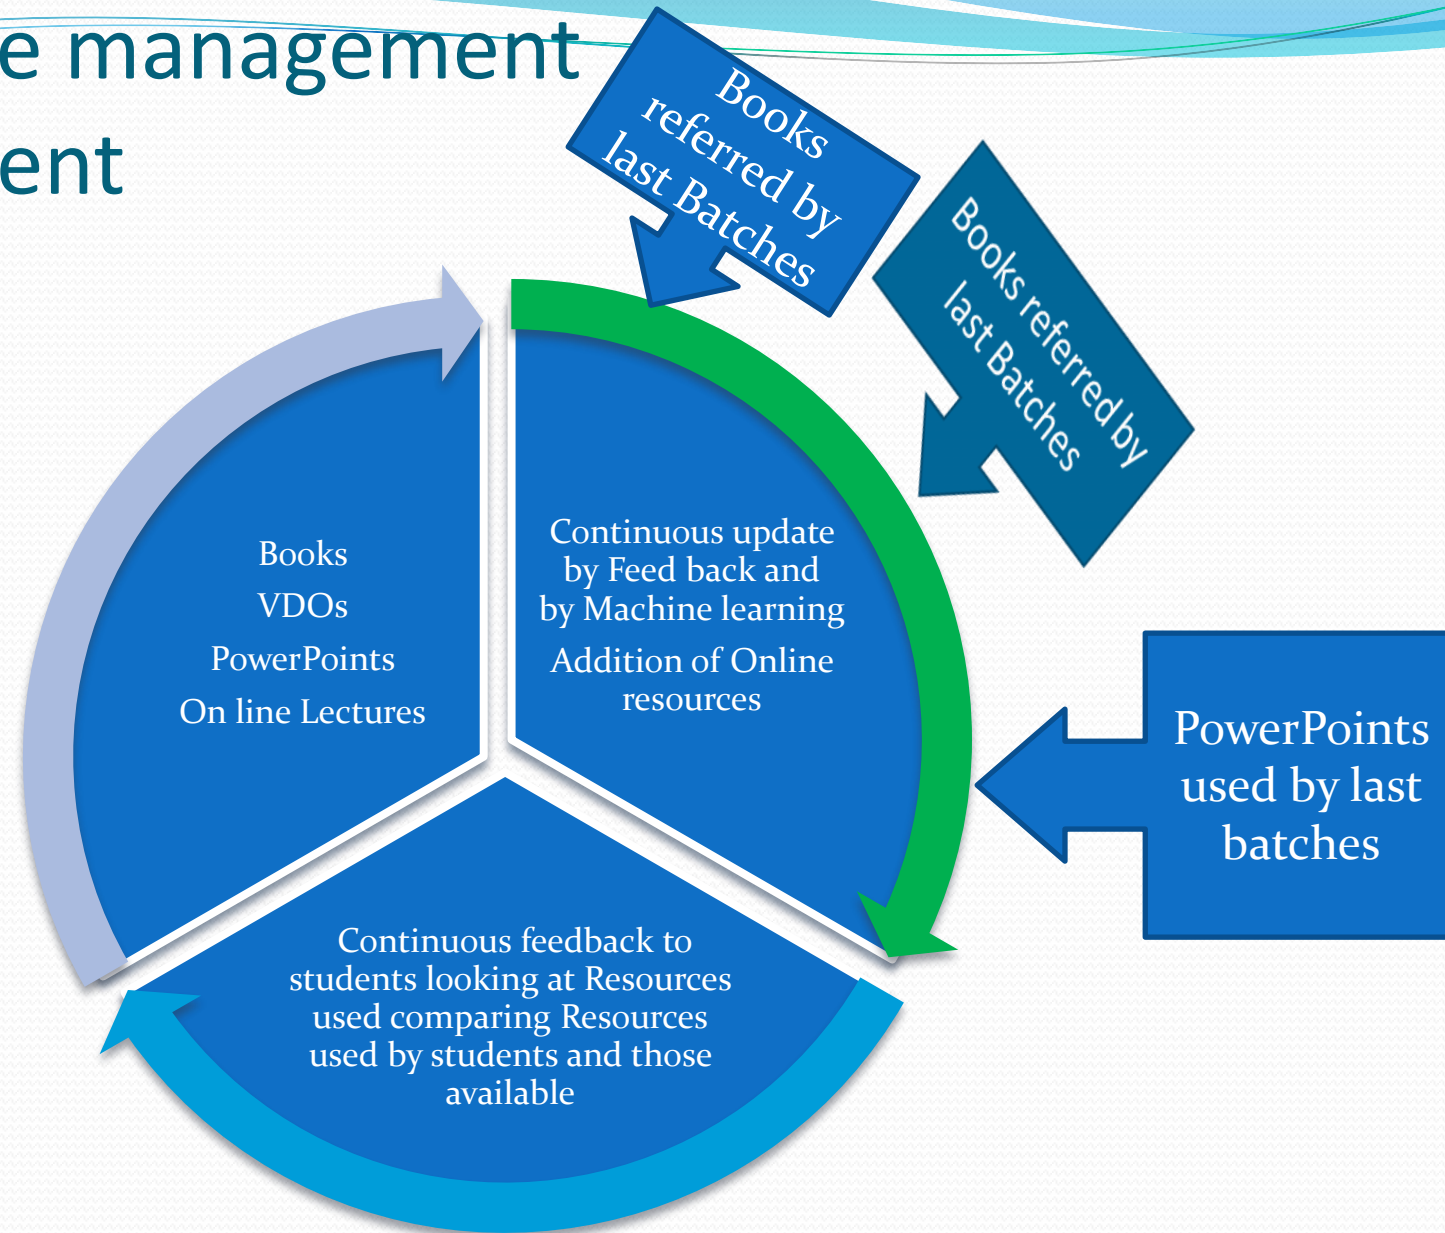 e management
ent
Books
referred by
last Batches
Books referred by
last Batches
Continuous update
by Feed back and
by Machine learning
Addition of Online
resources
Books
VDOs
PowerPoints
On line Lectures
PowerPoints
used by last
batches
Continuous feedback to
students looking at Resources
used comparing Resources
used by students and those
available